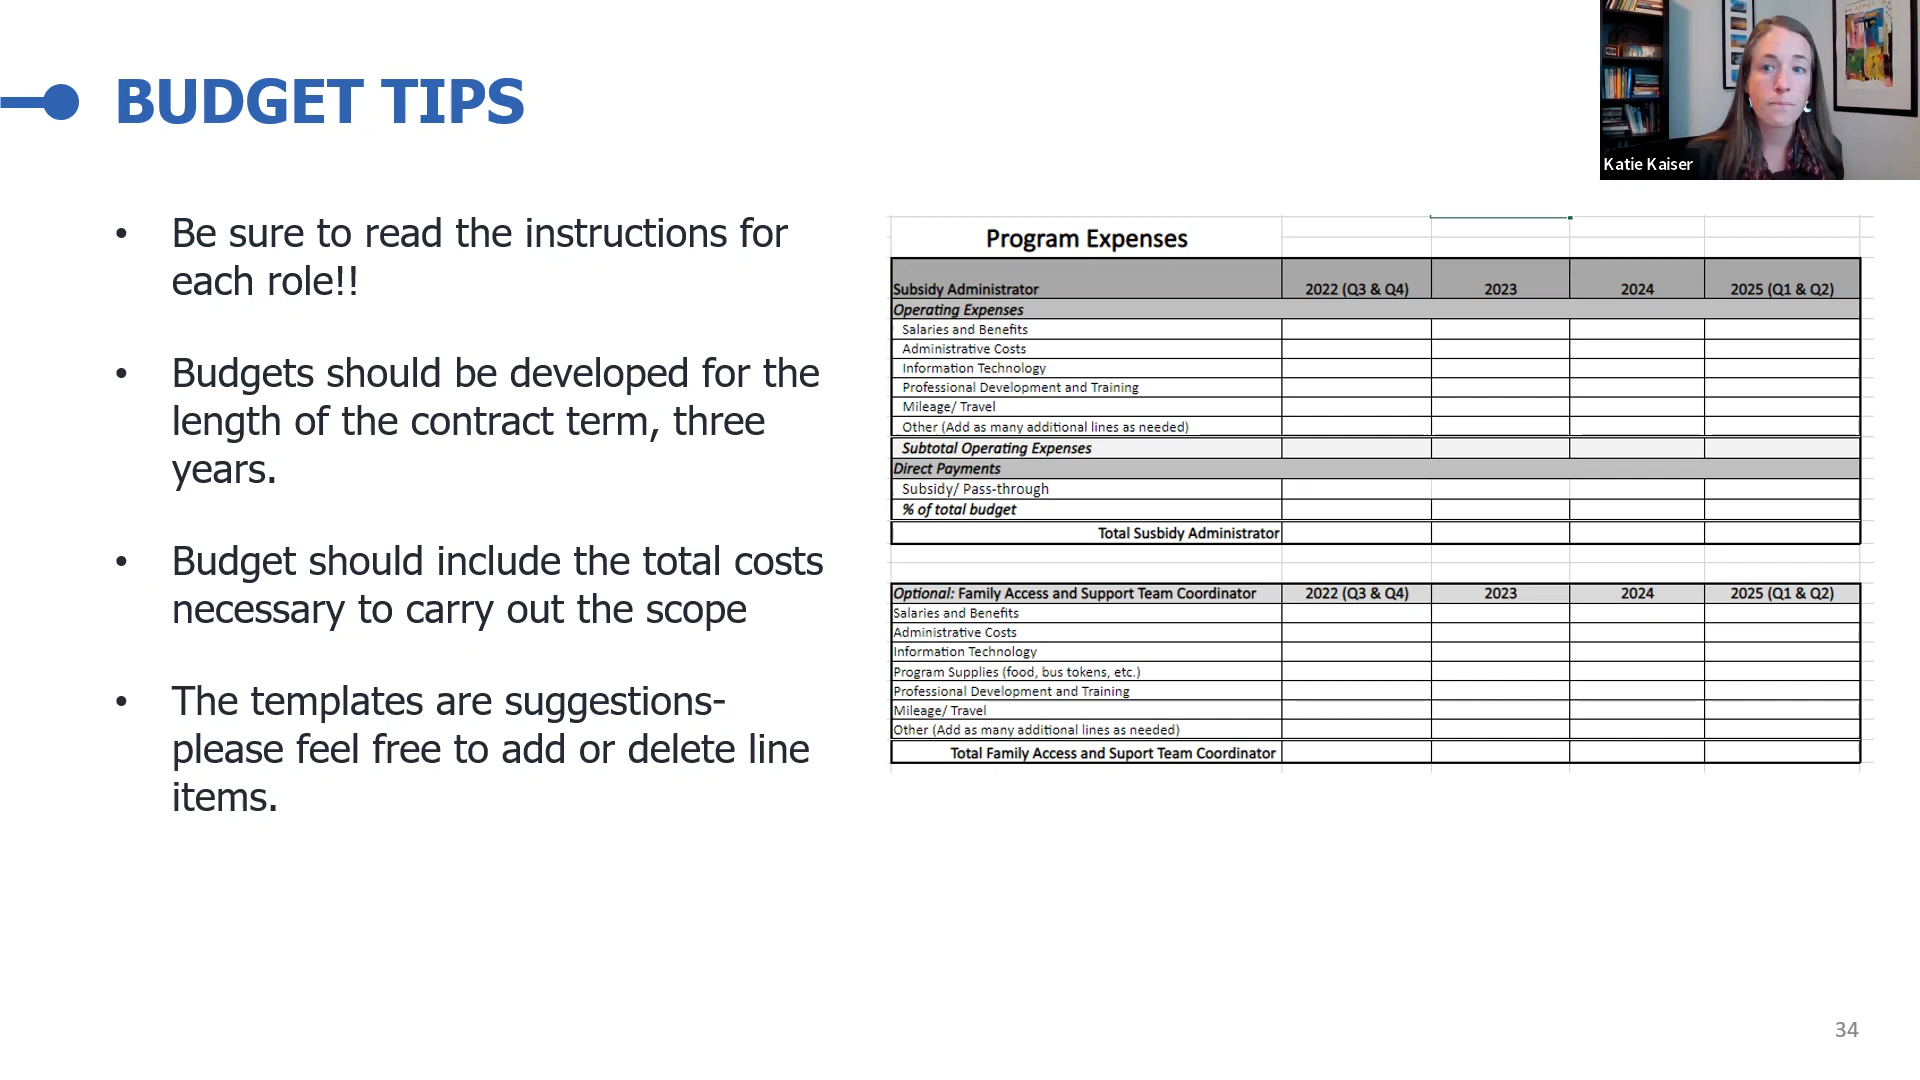 BUDGET TIPS
Katie Kaiser
• Be sure to read the instructions for
each role!!
• Budgets should be developed for the
length of the contract term, three
years.
• Budget should include the total costs
necessary to carry out the scope
• The templates are suggestions-
please feel free to add or delete line
items.
Program Expenses
Subsidy Administrator 2022 (Q3 & Q4) 2023 2024 2025 (Q1 & Q2)
Operating Expenses
Salaries and Benefits
Administrative Costs
Information Technology
Professional Development and Training
Mileage/ Travel
Other (Add as many additional lines as needed)
Subtotal Operating Expenses
Direct Payments
Subsidy/ Pass-through
% of total budget
Total Susbidy Administrator
Optional: Family Access and Support Team Coordinator 2022 (Q3 & Q4) 2023 2024 2025 (Q1 & Q2)
Salaries and Benefits
Administrative Costs
Information Technology
Program Supplies (food, bus tokens, etc.)
Professional Development and Training
Mileage/ Travel
Other (Add as many additional lines as needed)
Total Family Access and Suport Team Coordinator
34